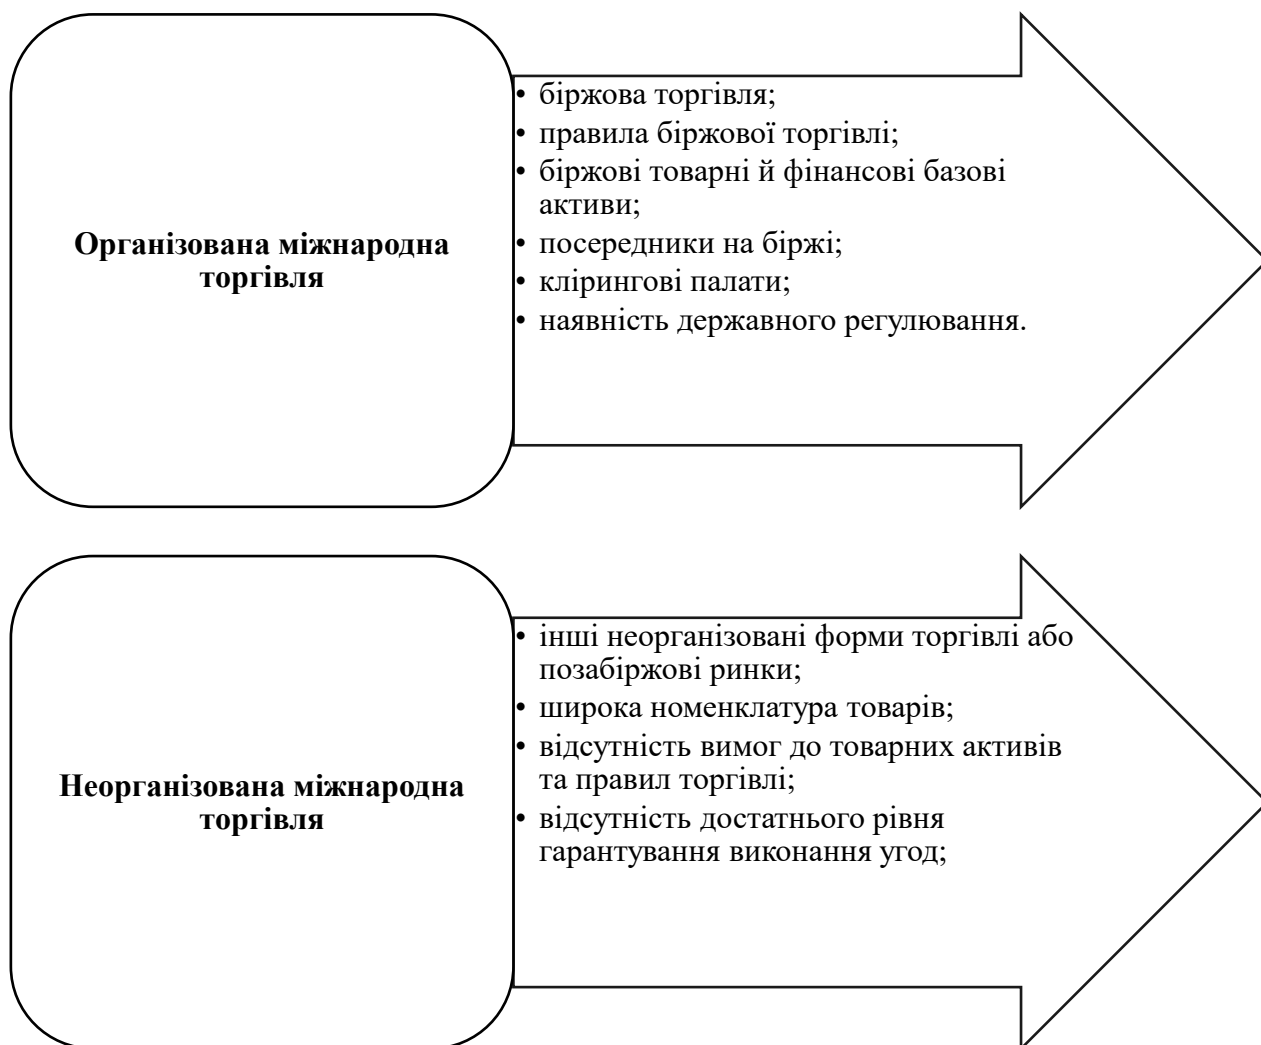 Організована міжнародна
торгівля
• біржова торгівля;
• правила біржової торгівлі;
• біржові товарні й фінансові базові
активи;
• посередники на біржі;
• клірингові палати;
• наявність державного регулювання.
Неорганізована міжнародна
торгівля
• інші неорганізовані форми торгівлі або
позабіржові ринки;
• широка номенклатура товарів;
• відсутність вимог до товарних активів
та правил торгівлі;
• відсутність достатнього рівня
гарантування виконання угод;